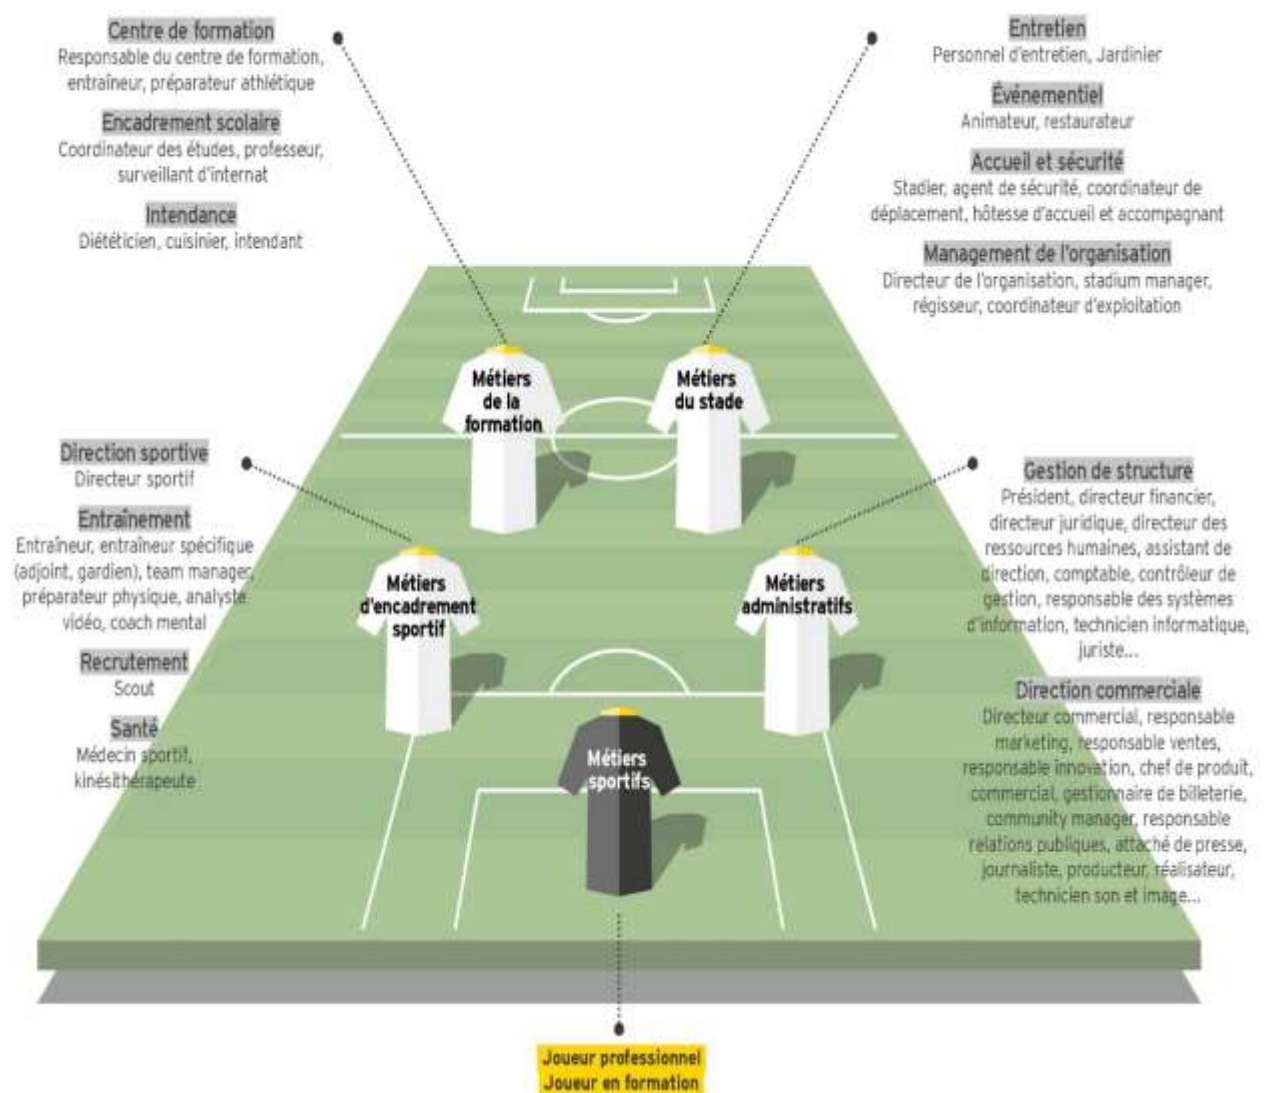 Centre de formation
Responsable du centre de formation,
entraîneur, préparateur athlétique
Encadrement scolaire
Coordinateur des études, professeur,
surveillant d'internat
Intendance
Diététicien, cuisinier, intendant
Entretien
Personnel d'entretien, Jardinier
Événementiel
Animateur, restaurateur
Accueil et sécurité
Stadier, agent de sécurité, coordinateur de
déplacement, hôtesse d'accueil et accompagnant
Management de l'organisation
Directeur de l'organisation, stadium manager,
régisseur, coordinateur d'exploitation
Métiers
de la
formation
Métiers
du stade
Direction sportive
Directeur sportif
Entraînement
Entraîneur, entraîneur spécifique
(adjoint, gardien), team manager,
préparateur physique, analyste
vidéo, coach mental
Recrutement
Scout
Santé
Médecin sportif,
kinésithérapeute
Métiers
d'encadrement
sportif
Métiers
administratifs
Gestion de structure
Président, directeur financier,
directeur juridique, directeur des
ressources humaines, assistant de
direction, comptable, contrôleur de
gestion, responsable des systèmes
d'information, technicien informatique,
juriste...
Direction commerciale
Directeur commercial, responsable
marketing, responsable ventes,
responsable innovation, chef de produit,
commercial, gestionnaire de billeterie,
community manager, responsable
relations publiques, attaché de presse,
journaliste, producteur, réalisateur,
technicien son et image...
Métiers
sportifs
Joueur professionnel
Joueur en formation